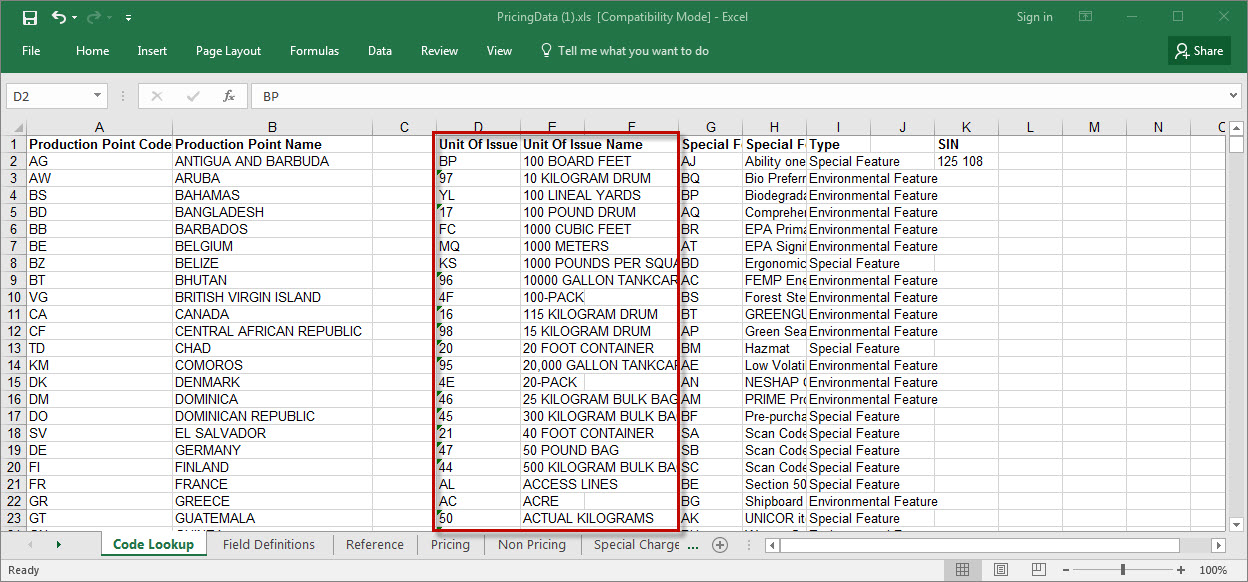 PricingData (1).xls [Compatibility Mode] - Excel
Sign in
File Home Insert Page Layout Formulas Data Review View Tell me what you want to do Share
D2 fx BP
A B C D E F G H I J K L M N
1 Production Point Code Production Point Name Unit Of Issue Unit Of Issue Name Special F Special F Type SIN
2 AG ANTIGUA AND BARBUDA BP 100 BOARD FEET AJ Ability one Special Feature 125 108
3 AW ARUBA 97 10 KILOGRAM DRUM BQ Bio Preferr Environmental Feature
4 BS BAHAMAS YL 100 LINEAL YARDS BP Biodegrada Environmental Feature
5 BD BANGLADESH 17 100 POUND DRUM AQ Comprehe Environmental Feature
6 BB BARBADOS FC 1000 CUBIC FEET BR EPA Prima Environmental Feature
7 BE BELGIUM MQ 1000 METERS AT EPA Signi Environmental Feature
8 BZ BELIZE KS 1000 POUNDS PER SQUA BD Ergonomic Special Feature
9 BT BHUTAN 96 10000 GALLON TANKCAR AC FEMP Ene Environmental Feature
10 VG BRITISH VIRGIN ISLAND 4F 100-PACK BS Forest Ste Environmental Feature
11 CA CANADA 16 115 KILOGRAM DRUM BT GREENGU Environmental Feature
12 CF CENTRAL AFRICAN REPUBLIC 98 15 KILOGRAM DRUM AP Green Sea Environmental Feature
13 TD CHAD 20 20 FOOT CONTAINER BM Hazmat Special Feature
14 KM COMOROS 95 20,000 GALLON TANKCAR AE Low Volati Environmental Feature
15 DK DENMARK 4E 20-PACK AN NESHAP C Environmental Feature
16 DM DOMINICA 46 25 KILOGRAM BULK BAG AM PRIME Pro Environmental Feature
17 DO DOMINICAN REPUBLIC 45 300 KILOGRAM BULK BA BF Pre-purcha Special Feature
18 SV EL SALVADOR 21 40 FOOT CONTAINER SA Scan Code Special Feature
19 DE GERMANY 47 50 POUND BAG SB Scan Code Special Feature
20 FI FINLAND 44 500 KILOGRAM BULK BA SC Scan Code Special Feature
21 FR FRANCE AL ACCESS LINES BE Section 50 Special Feature
22 GR GREECE AC ACRE BG Shipboard Environmental Feature
23 GT GUATEMALA 50 ACTUAL KILOGRAMS AK UNICOR it Special Feature
Code Lookup Field Definitions Reference Pricing Non Pricing Special Charge ...
Ready 100%